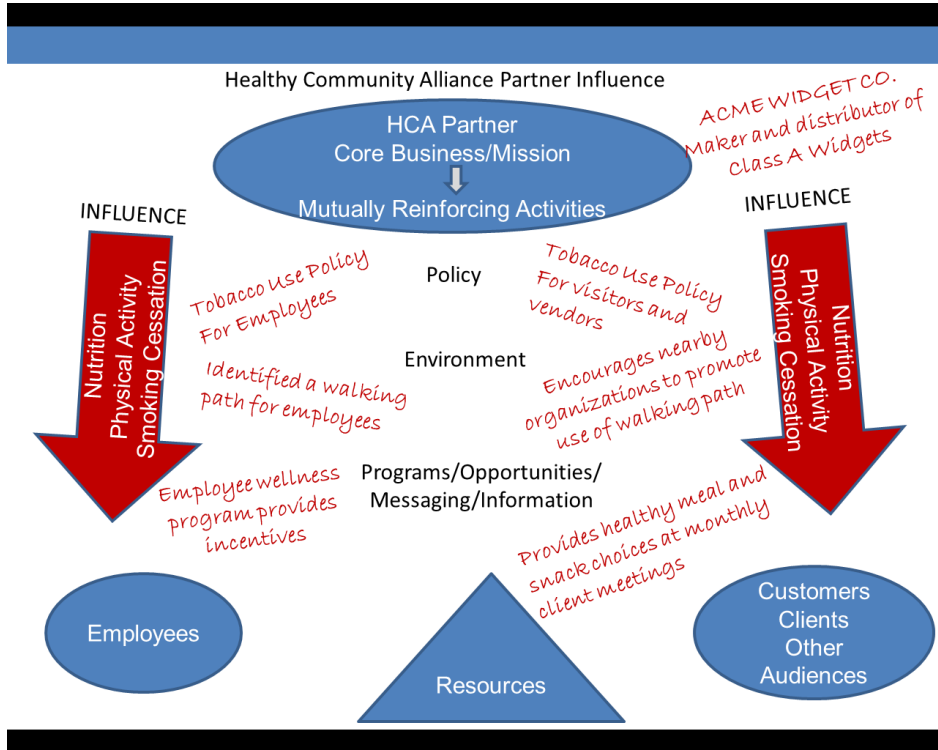 Healthy Community Alliance Partner Influence
HCA Partner
Core Business/Mission
Mutually Reinforcing Activities
ACME WIDGET CO.
Maker and distributor of
Class A Widgets
INFLUENCE
Nutrition
Physical Activity
Smoking Cessation
INFLUENCE
Nutrition
Physical Activity
Smoking Cessation
Policy
Tobacco Use Policy
For Employees
Tobacco Use Policy
For visitors and
vendors
Environment
Identified a walking
path for employees
Encourages nearby
organizations to promote
use of walking path
Programs/Opportunities/
Messaging/Information
Employee wellness
program provides
incentives
Provides healthy meal and
snack choices at monthly
client meetings
Employees
Resources
Customers
Clients
Other
Audiences